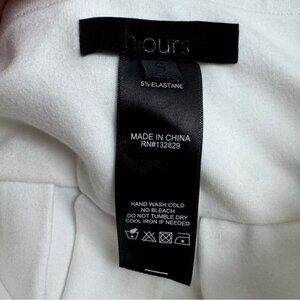 h:ours
S
5% ELASTANE
MADE IN CHINA
RN#132829
HAND WASH COLD
NO BLEACH
DO NOT TUMBLE DRY
COOL IRON IF NEEDED